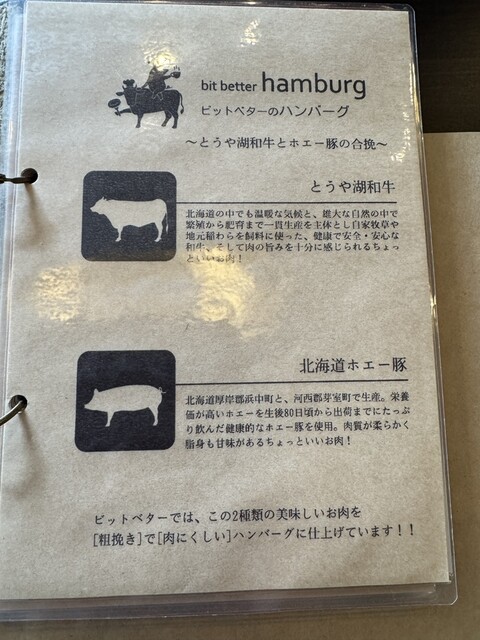 bit better hamburg
ビットベターのハンバーグ
～とうや湖和牛とホエー豚の合挽～
とうや湖和牛
北海道の中でも温暖な気候と、雄大な自然の中で
繁殖から肥育まで一貫生産を主体とし自家牧草や
地元稲わらを飼料に使った、健康で安全・安心な
和牛。そして肉の旨みを十分に感じられるちょっ
といいお肉！
北海道ホエー豚
北海道厚岸郡浜中町と、河西郡芽室町で生産。栄養
価が高いホエーを生後80日頃から出荷までにたっぷ
り飲んだ健康的なホエー豚を使用。肉質が柔らかく
脂身も甘味があるちょっといいお肉！
ビットベターでは、この2種類の美味しいお肉を
[粗挽き]で[肉にくしい]ハンバーグに仕上げています！！